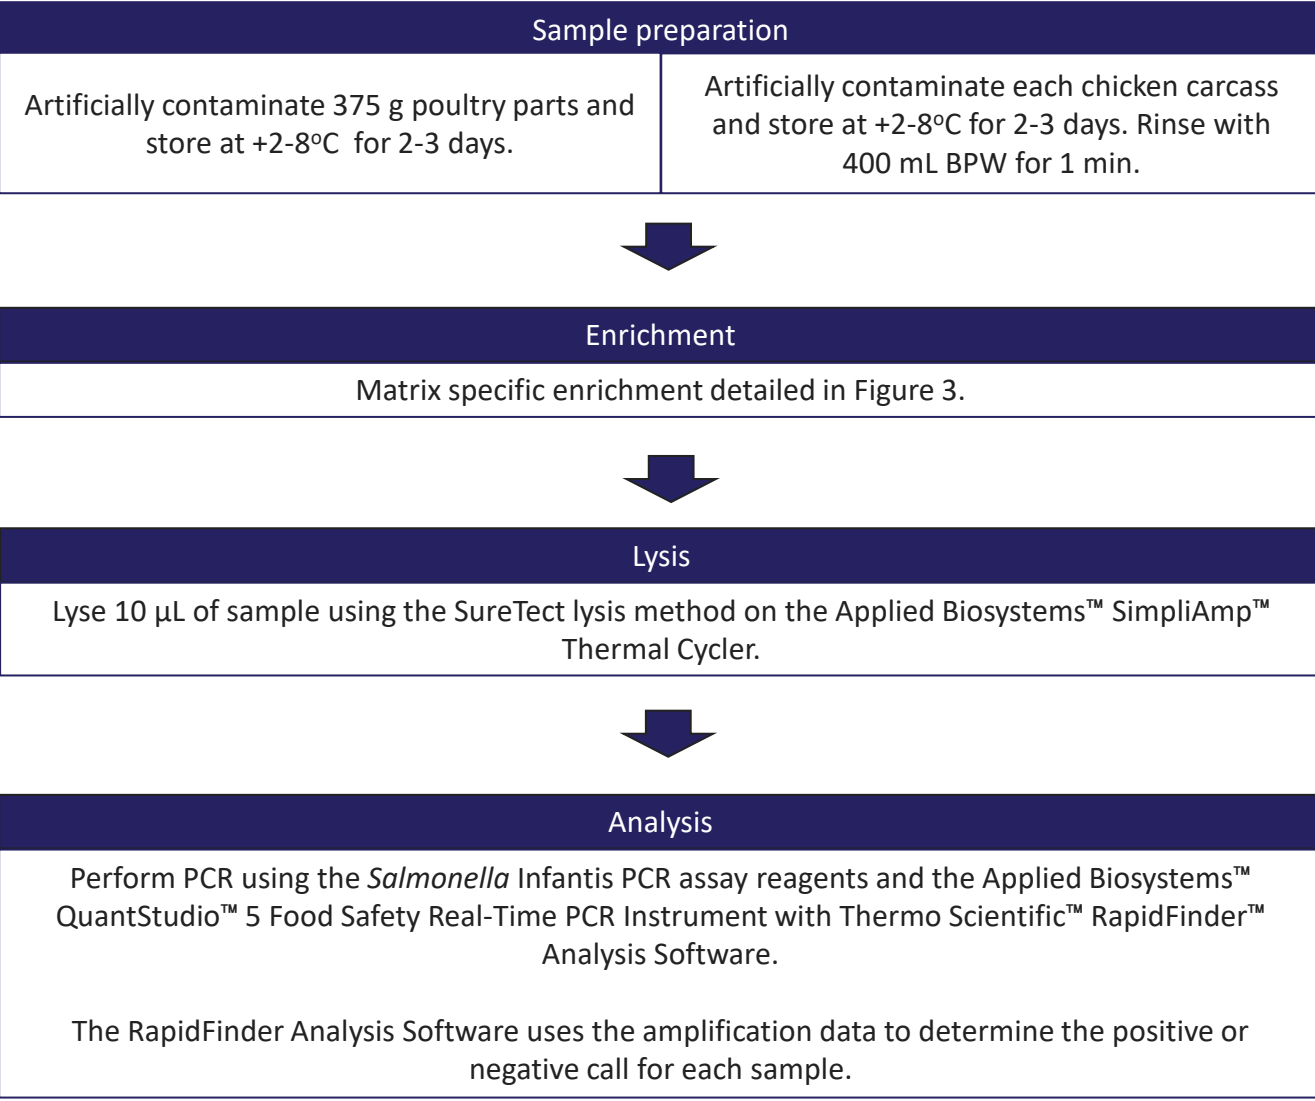 Sample preparation
Artificially contaminate 375 g poultry parts and
store at +2-8ºC  for 2-3 days.
Artificially contaminate each chicken carcass
and store at +2-8ºC for 2-3 days. Rinse with
400 mL BPW for 1 min.
Enrichment
Matrix specific enrichment detailed in Figure 3.
Lysis
Lyse 10 µL of sample using the SureTect lysis method on the Applied Biosystems™ SimpliAmp™
Thermal Cycler.
Analysis
Perform PCR using the Salmonella Infantis PCR assay reagents and the Applied Biosystems™
QuantStudio™ 5 Food Safety Real-Time PCR Instrument with Thermo Scientific™ RapidFinder™
Analysis Software.
The RapidFinder Analysis Software uses the amplification data to determine the positive or
negative call for each sample.